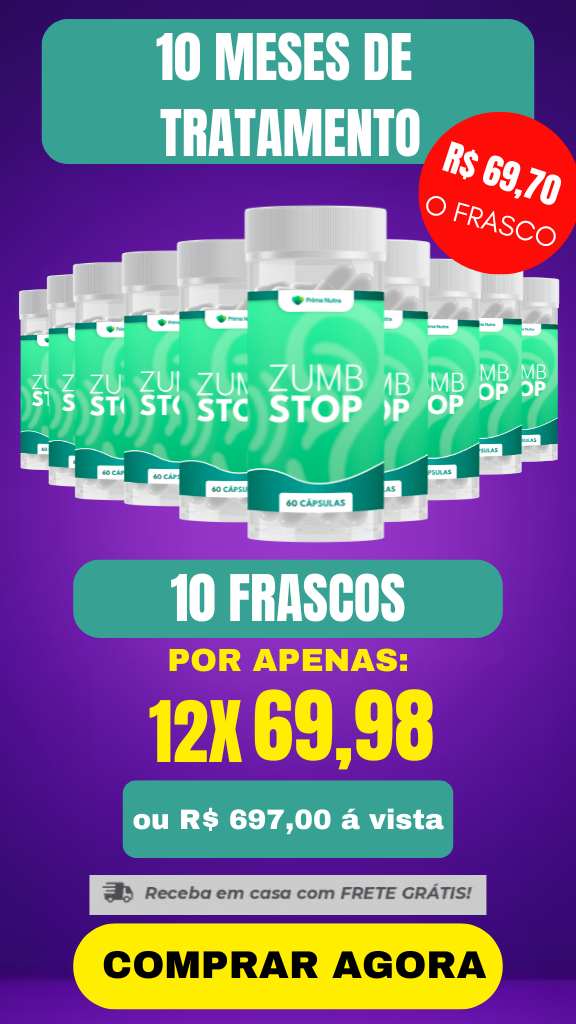 10 MESES DE
TRATAMENTO
R$ 69,70
O FRASCO
Prime Nutra
ZUMB
STOP
60 CÁPSULAS
10 FRASCOS
POR APENAS:
12X 69,98
ou R$ 697,00 á vista
Receba em casa com FRETE GRÁTIS!
COMPRAR AGORA